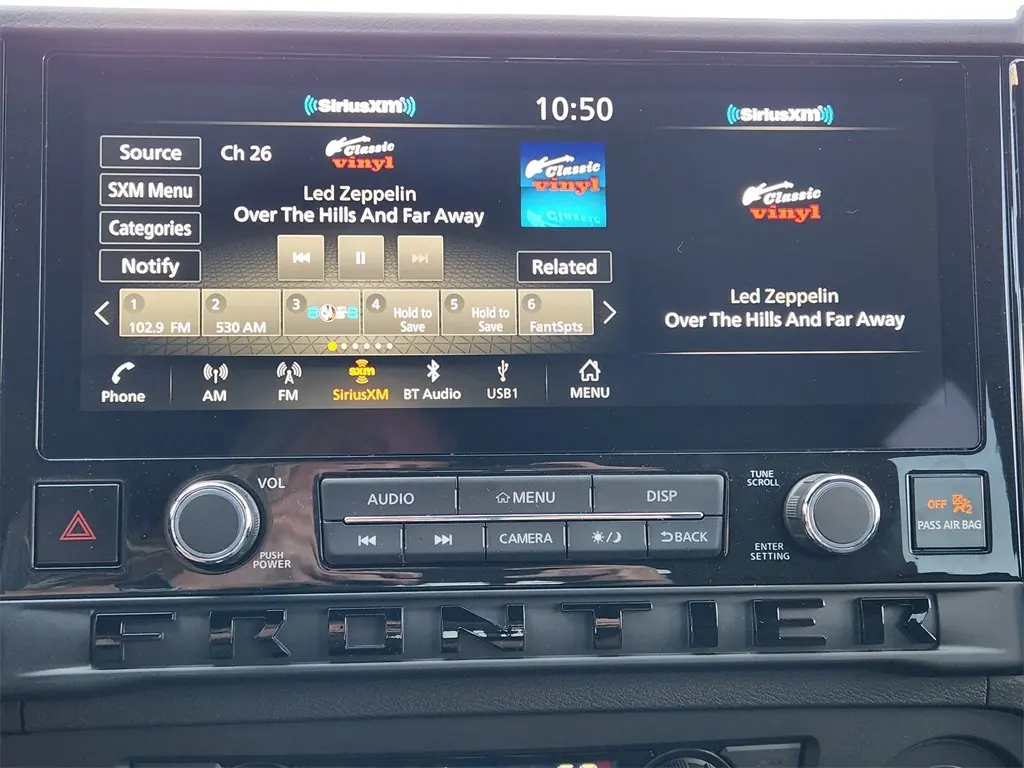 SiriusXM
10:50
SiriusXM
Source
Ch 26
Classic
vinyl
Classic
vinyl
SXM Menu
Led Zeppelin
Over The Hills And Far Away
Categories
Notify
Related
Classic
vinyl
Led Zeppelin
Over The Hills And Far Away
1
102.9 FM
2
530 AM
3
4
Hold to
Save
5
Hold to
Save
6
FantSpts
Phone
AM
FM
sxm
SiriusXM
BT Audio
USB1
MENU
VOL
PUSH
POWER
AUDIO
MENU
DISP
CAMERA
BACK
TUNE
SCROLL
ENTER
SETTING
OFF
2
PASS AIR BAG
FRONTIER